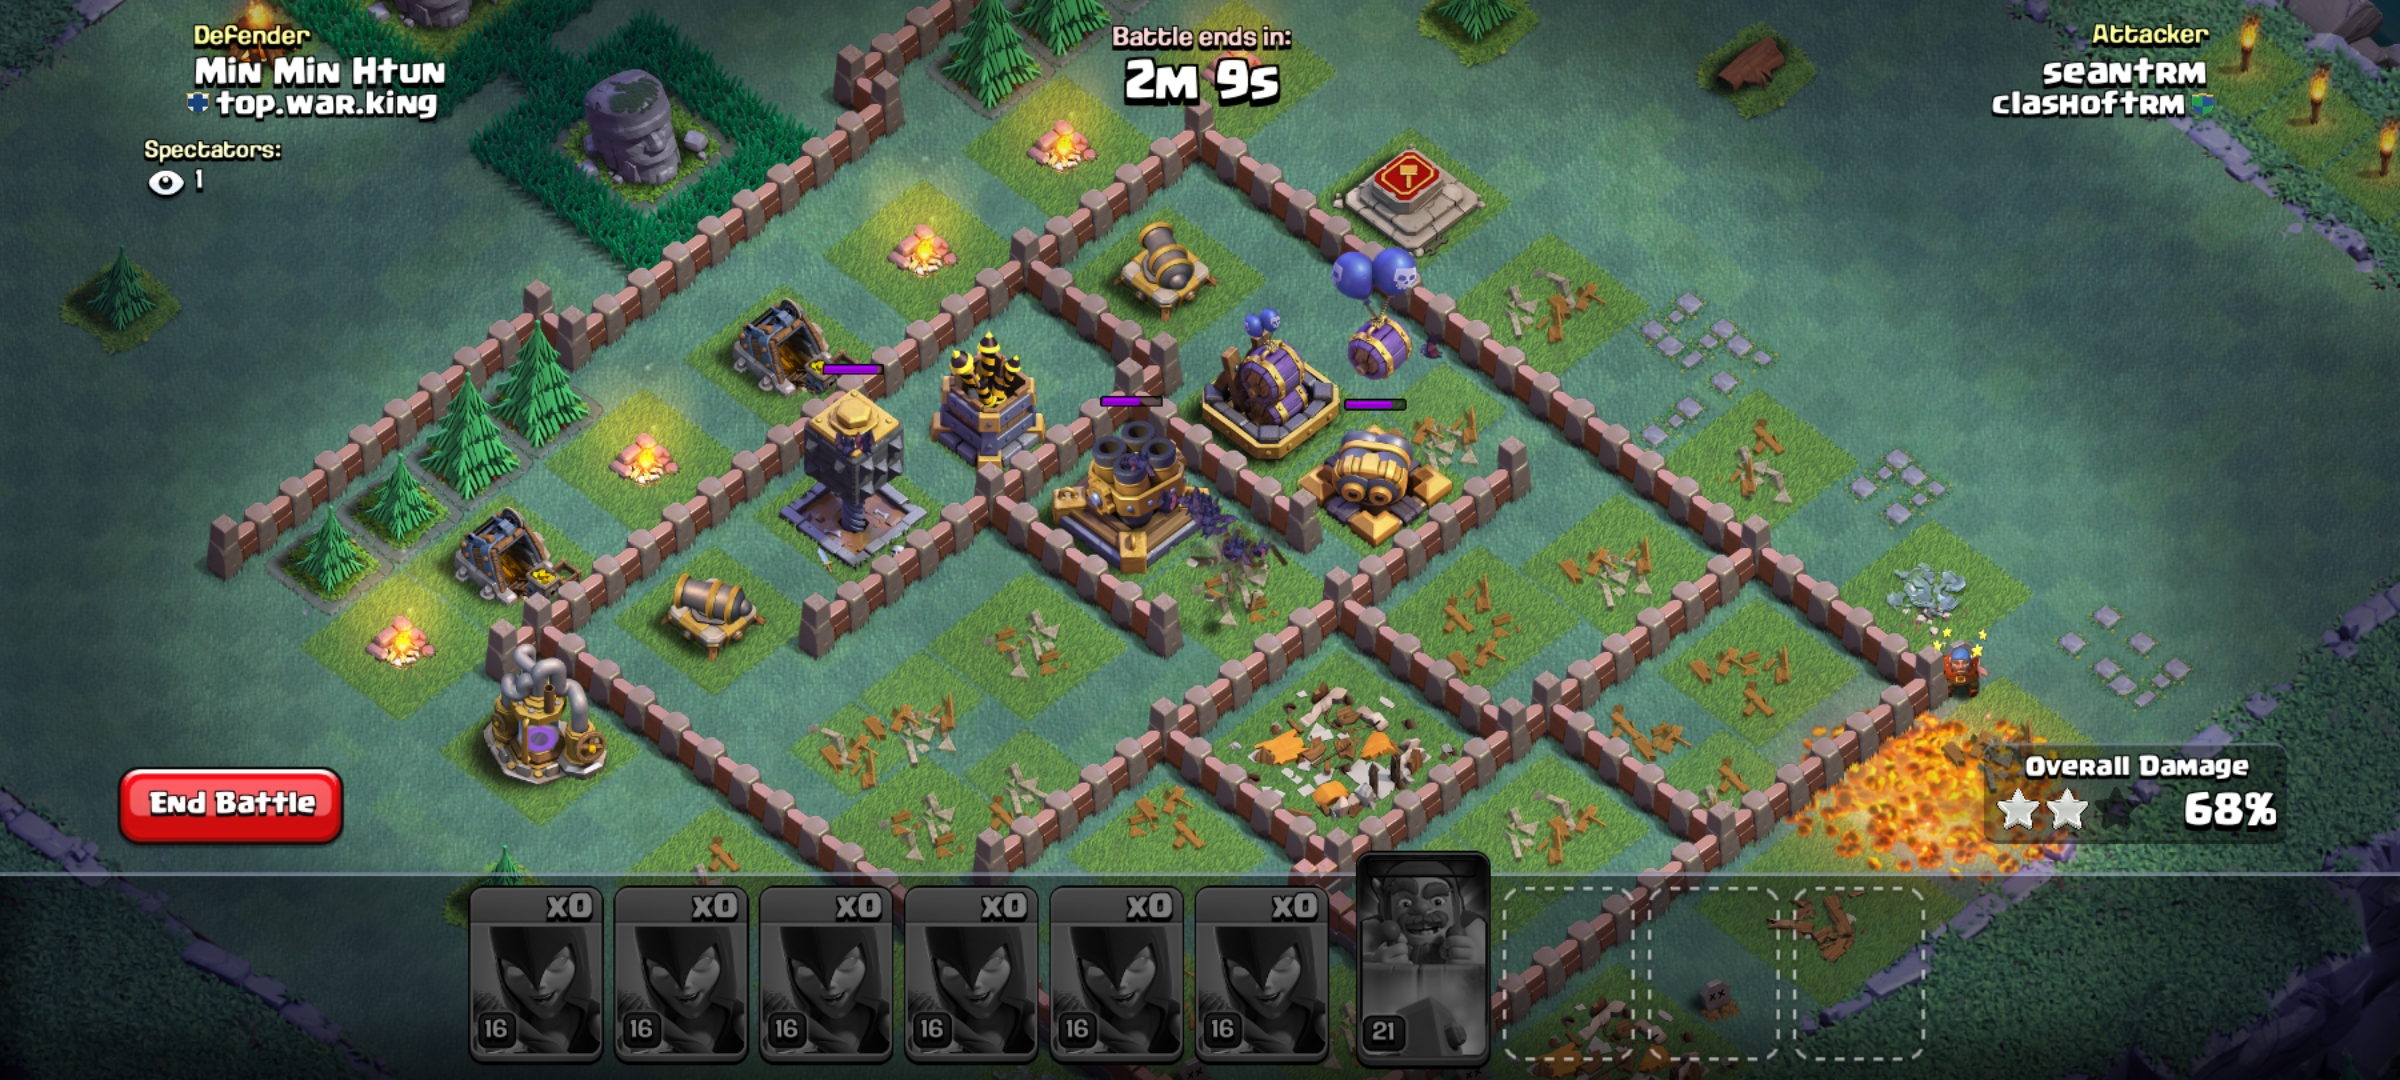 Defender
Min Min Htun
top.war.king
Spectators:
1
Battle ends in:
2M 9s
Attacker
seantRM
clashoftRM
End Battle
Overall Damage
68%
x0
x0
x0
x0
x0
x0
16
16
16
16
16
16
21